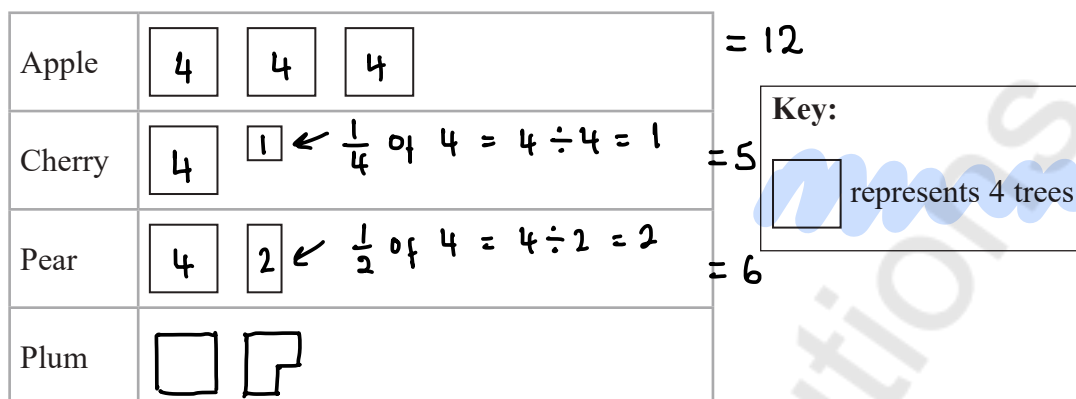 Apple 4 4 4 = 12
Key:
Cherry 4 1 ← 1/4 of 4 = 4 ÷ 4 = 1 = 5
represents 4 trees
Pear 4 2 ← 1/2 of 4 = 4 ÷ 2 = 2 = 6
Plum